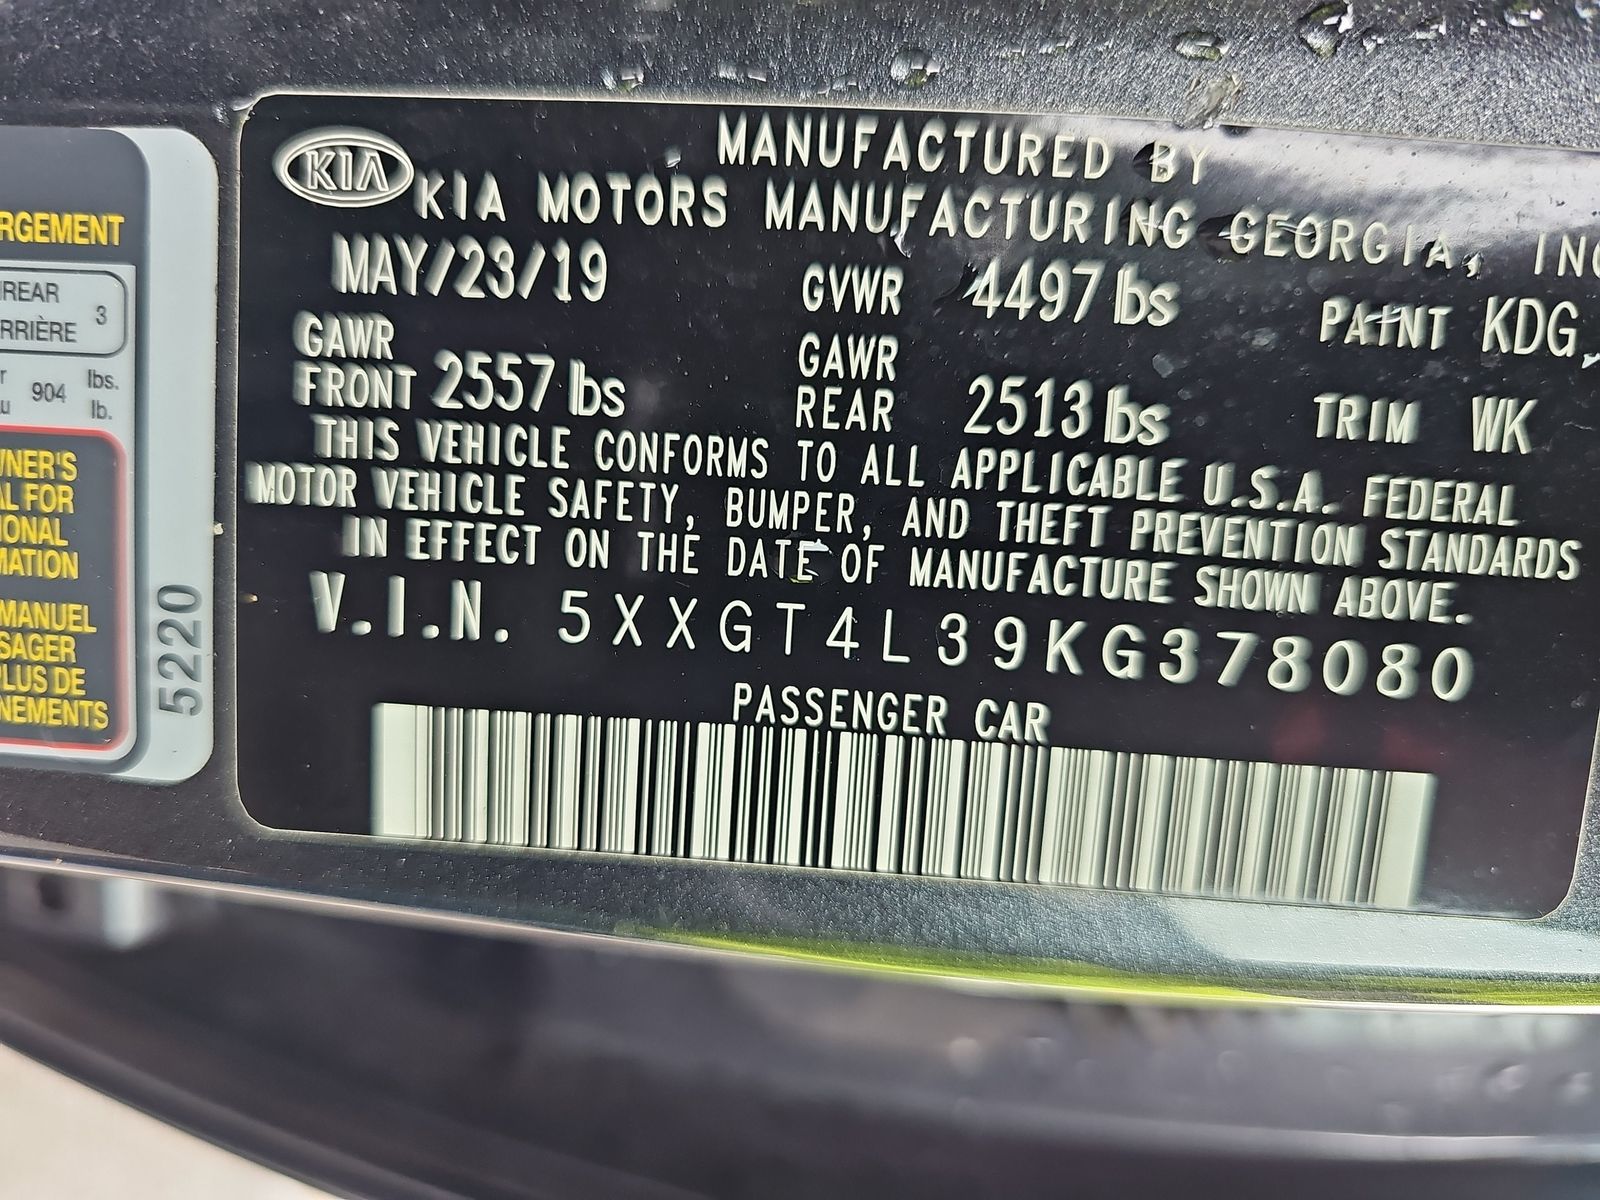 MANUFACTURED BY
KIA KIA MOTORS MANUFACTURING GEORGIA, INC
MAY/23/19 GVWR 4497 lbs PAINT KDG
GAWR FRONT 2557 lbs GAWR REAR 2513 lbs TRIM WK
THIS VEHICLE CONFORMS TO ALL APPLICABLE U.S.A. FEDERAL
MOTOR VEHICLE SAFETY, BUMPER, AND THEFT PREVENTION STANDARDS
IN EFFECT ON THE DATE OF MANUFACTURE SHOWN ABOVE.
V.I.N. 5XXGT4L39KG378080
PASSENGER CAR
RGEMENT
REAR
RRIÈRE 3
904 lbs.
lb.
WNER'S
AL FOR
IONAL
MATION
MANUEL
SAGER
PLUS DE
NEMENTS
5220